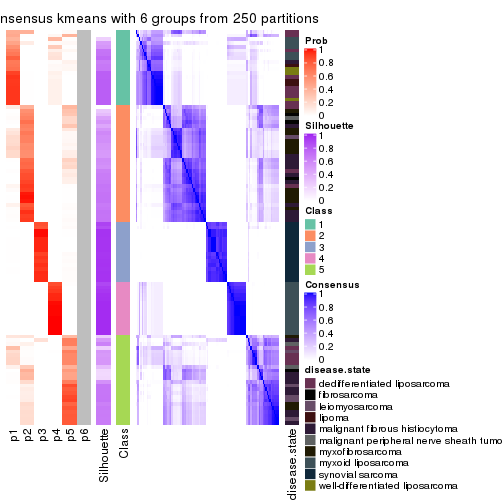 nsensus kmeans with 6 groups from 250 partitions
Prob
1
0.8
0.6
0.4
0.2
0
Silhouette
1
0.8
0.6
0.4
0.2
0
Class
1
2
3
4
5
Consensus
1
0.8
0.6
0.4
0.2
0
disease.state
dedifferentiated liposarcoma
fibrosarcoma
leiomyosarcoma
lipoma
malignant fibrous histiocytoma
malignant peripheral nerve sheath tumo
myxofibrosarcoma
myxoid liposarcoma
synovial sarcoma
well-differentiated liposarcoma
p1
p2
p3
p4
p5
p6
Silhouette
Class
disease.state